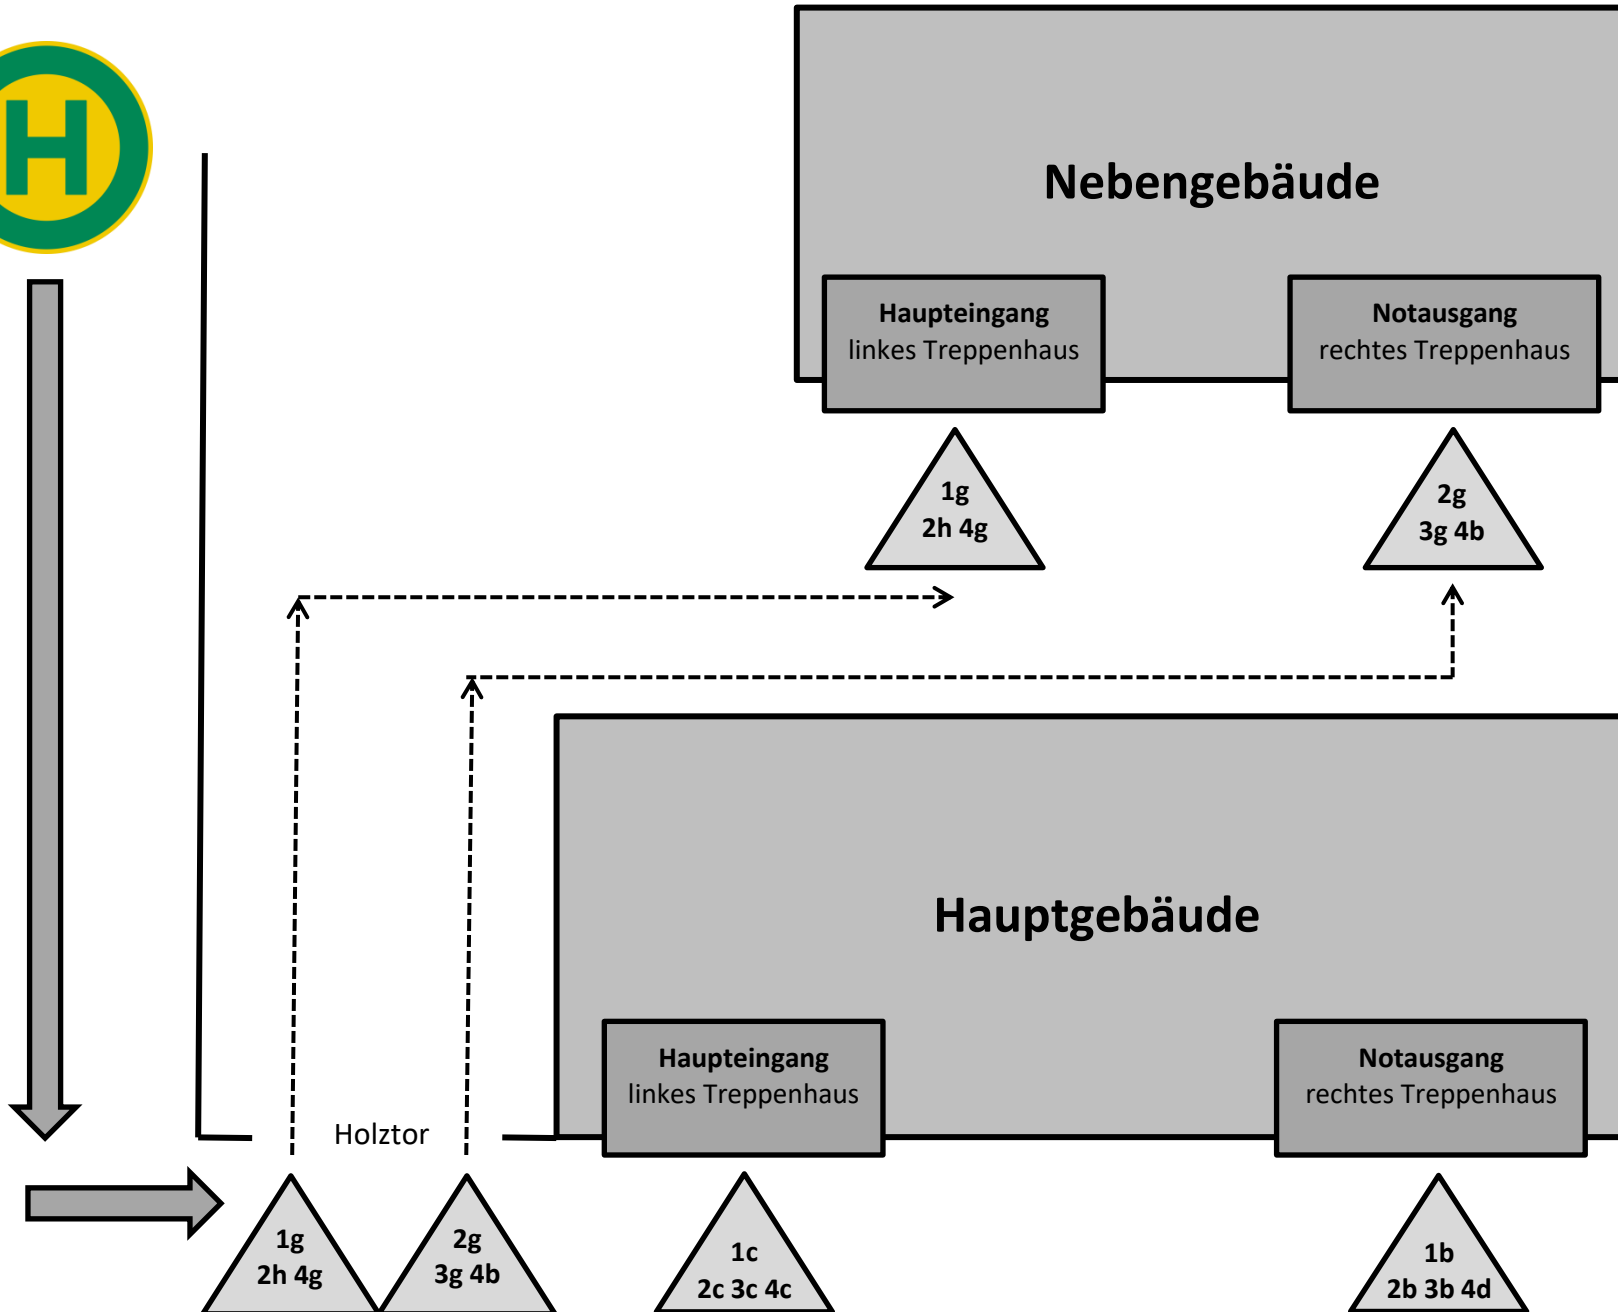 H
Nebengebäude
Haupteingang
linkes Treppenhaus
Notausgang
rechtes Treppenhaus
1g
2h 4g
2g
3g 4b
Hauptgebäude
Haupteingang
linkes Treppenhaus
Notausgang
rechtes Treppenhaus
Holztor
1g
2h 4g
2g
3g 4b
1c
2c 3c 4c
1b
2b 3b 4d